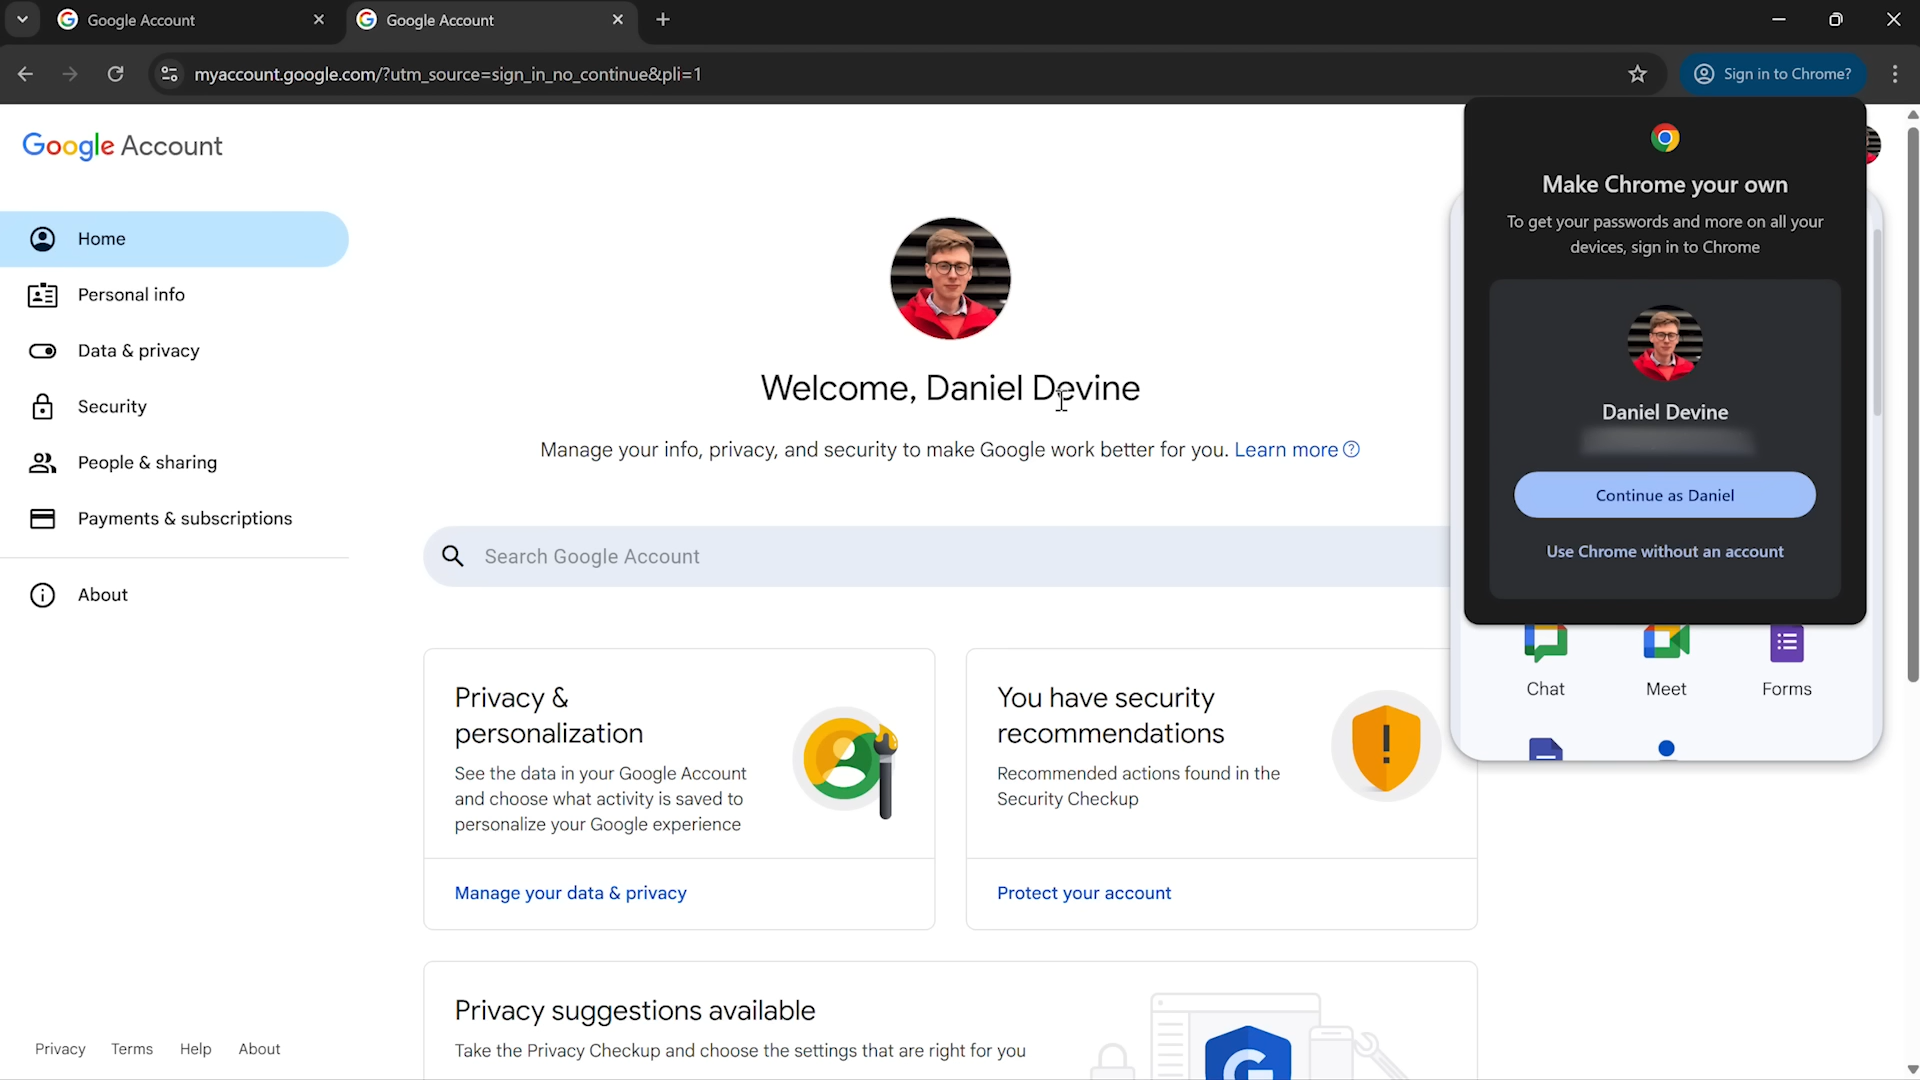 Google Account
Google Account
myaccount.google.com/?utm_source=sign_in_no_continue&pli=1
Sign in to Chrome?
Google Account
Home
Personal info
Data & privacy
Security
People & sharing
Payments & subscriptions
About
Welcome, Daniel Devine
Manage your info, privacy, and security to make Google work better for you. Learn more
Search Google Account
Privacy &
personalization
See the data in your Google Account
and choose what activity is saved to
personalize your Google experience
Manage your data & privacy
You have security
recommendations
Recommended actions found in the
Security Checkup
Protect your account
Privacy suggestions available
Take the Privacy Checkup and choose the settings that are right for you
Make Chrome your own
To get your passwords and more on all your
devices, sign in to Chrome
Daniel Devine
Continue as Daniel
Use Chrome without an account
Chat
Meet
Forms
Privacy
Terms
Help
About